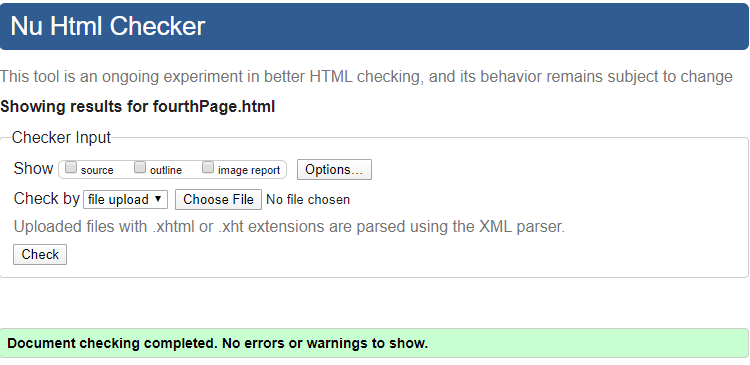 Nu Html Checker
This tool is an ongoing experiment in better HTML checking, and its behavior remains subject to change
Showing results for fourthPage.html
Checker Input
Show source outline image report Options...
Check by file upload Choose File No file chosen
Uploaded files with .xhtml or .xht extensions are parsed using the XML parser.
Check
Document checking completed. No errors or warnings to show.